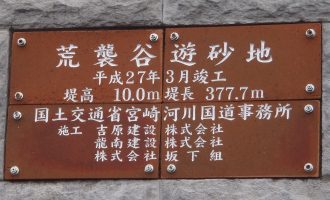 荒襲谷遊砂地
平成27年3月竣工
堤高 10.0m 堤長 377.7m
国土交通省宮崎河川国道事務所
施工 吉原建設 株式会社
龍南建設 株式会社
株式会社 坂下組